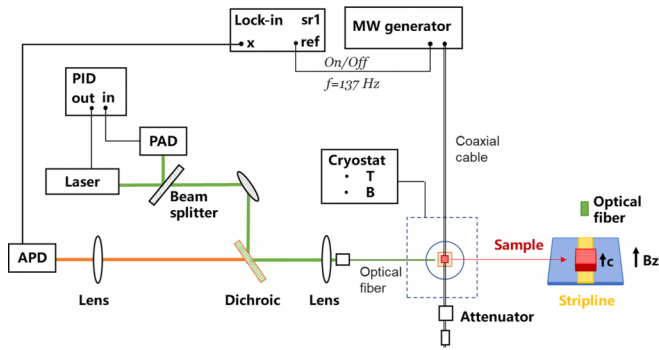 Lock-in sr1
x ref
MW generator
On/Off
f=137 Hz
PID
out in
PAD
Laser
Beam
splitter
Cryostat
• T
• B
Coaxial
cable
Optical
fiber
APD
Lens
Dichroic
Lens
Optical
fiber
Sample
c
Bz
Stripline
Attenuator